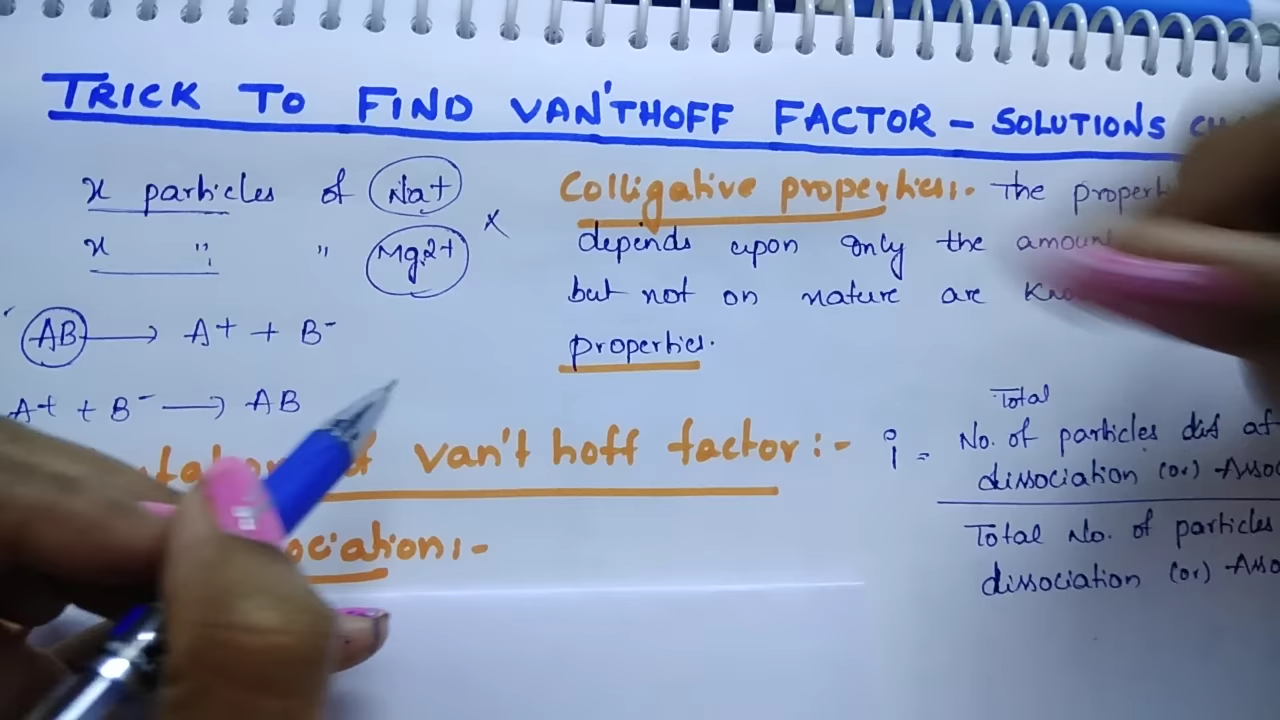 TRICK TO FIND VAN'THOFF FACTOR - SOLUTIONS
x particles of Na+
x " " Mg2+ ×
Colligative properties:- The
depends upon only the amount
but not on nature are
properties.
AB → A+ + B-
A+ + B- → AB
of van't hoff factor:-
i =
Total
No. of particles
dissociation (or)
Total No. of particles
dissociation (or)